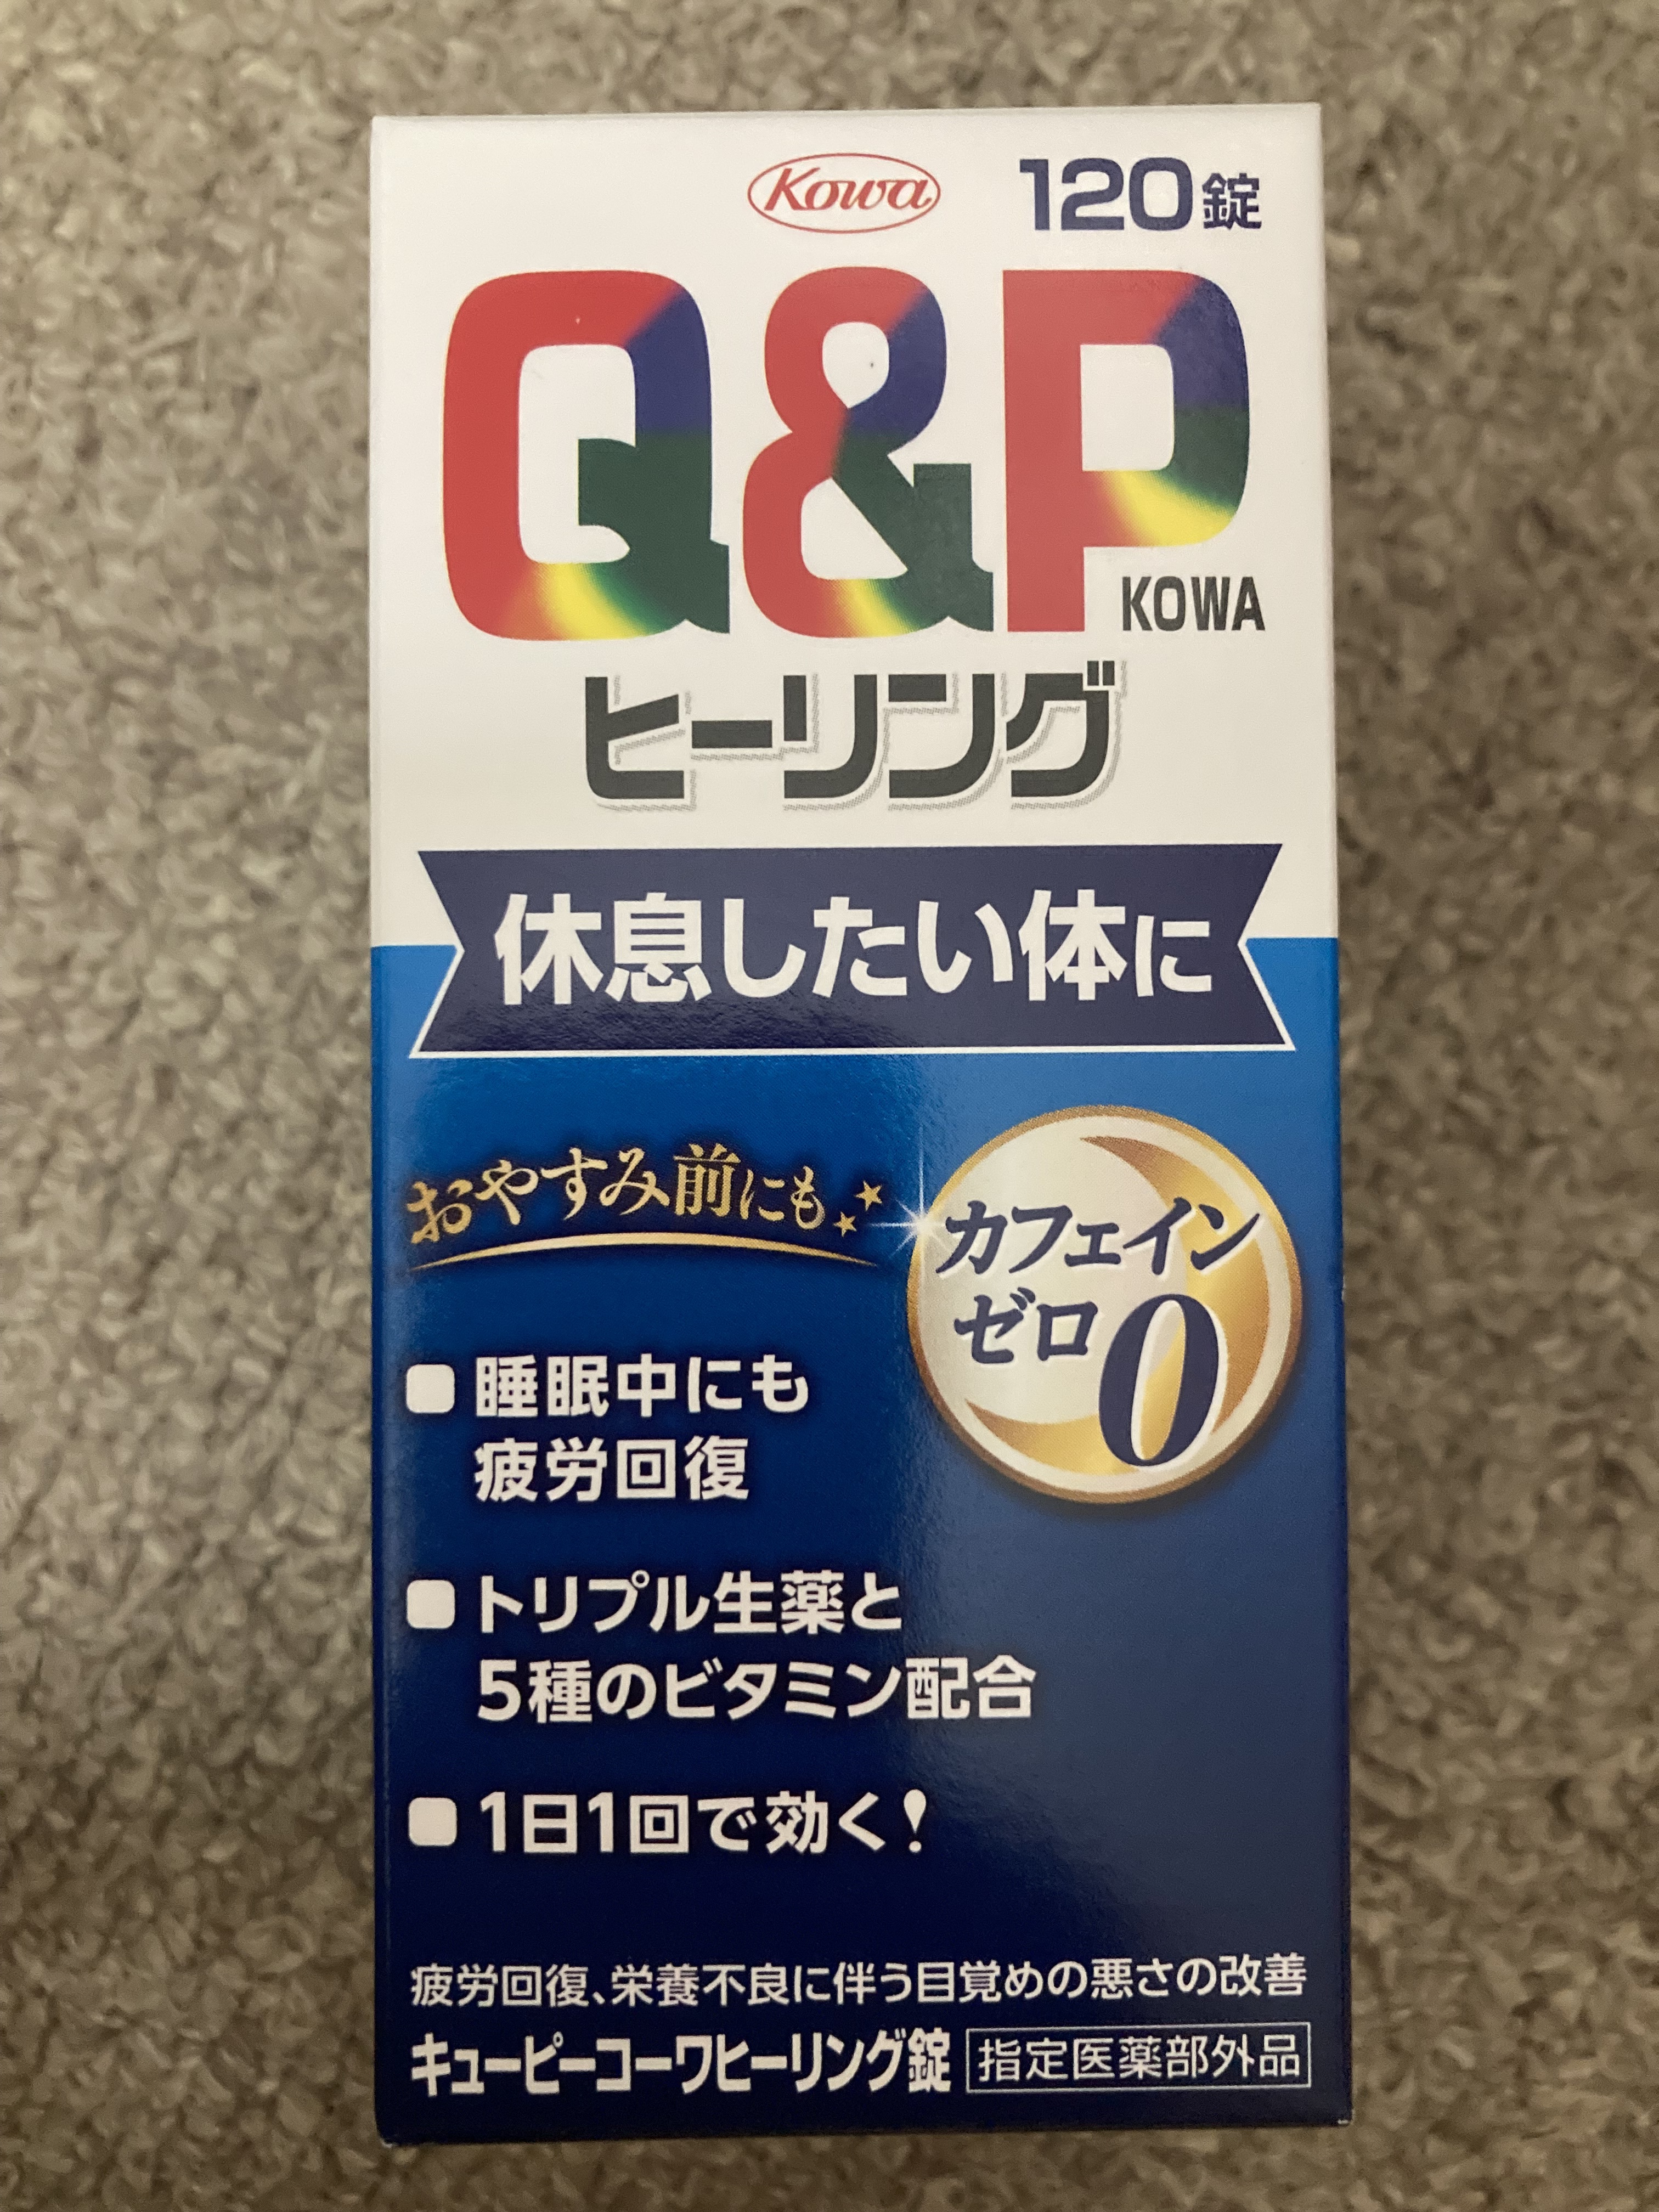 Kowa 120錠
Q&P
KOWA
ヒーリング
休息したい体に
おやすみ前にも
カフェイン
ゼロ0
睡眠中にも
疲労回復
トリプル生薬と
5種のビタミン配合
1日1回で効く!
疲労回復、栄養不良に伴う目覚めの悪さの改善
キューピーコーワヒーリング錠 指定医薬部外品